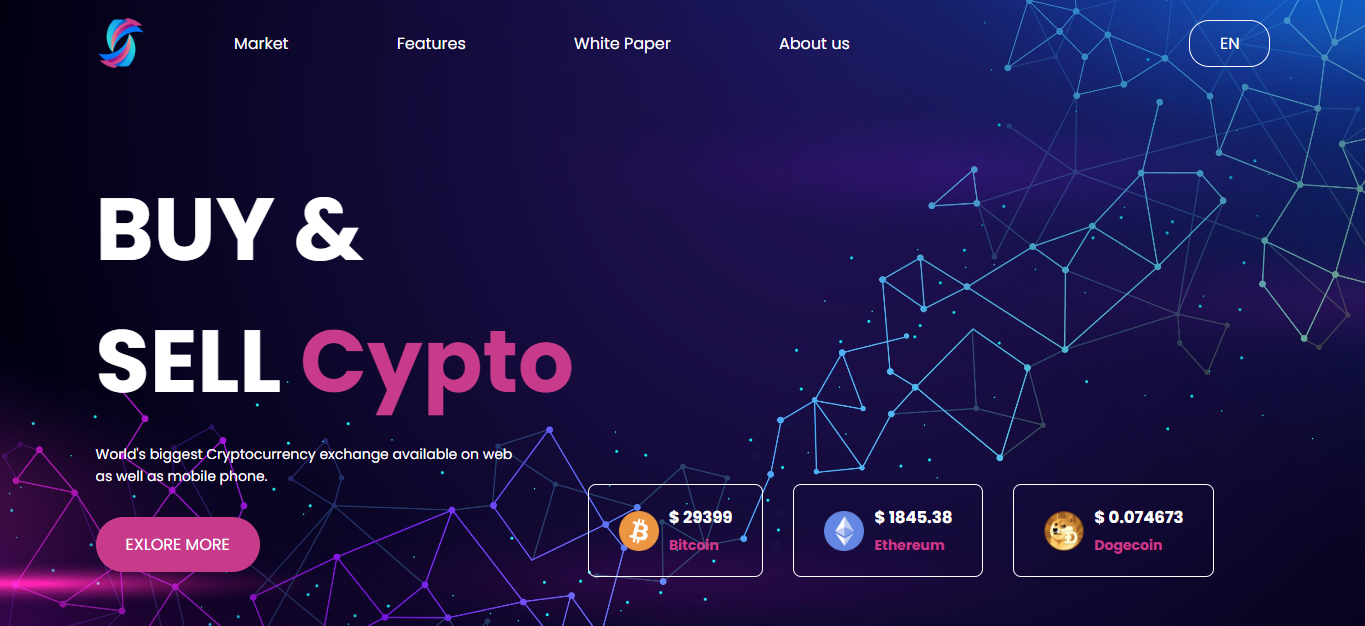 Market Features White Paper About us EN
BUY &
SELL Cypto
World's biggest Cryptocurrency exchange available on web
as well as mobile phone.
EXLORE MORE
$ 29399
Bitcoin
$ 1845.38
Ethereum
$ 0.074673
Dogecoin